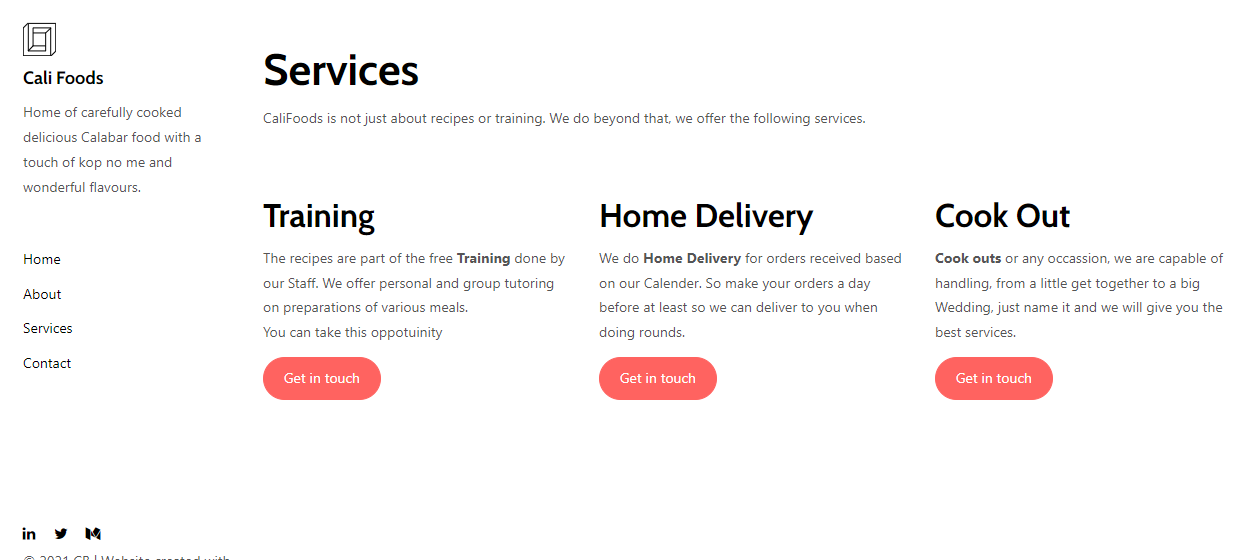 Cali Foods
Home of carefully cooked
delicious Calabar food with a
touch of kop no me and
wonderful flavours.
Home
About
Services
Contact
Services
CaliFoods is not just about recipes or training. We do beyond that, we offer the following services.
Training
The recipes are part of the free Training done by
our Staff. We offer personal and group tutoring
on preparations of various meals.
You can take this oppotuinity
Get in touch
Home Delivery
We do Home Delivery for orders received based
on our Calender. So make your orders a day
before at least so we can deliver to you when
doing rounds.
Get in touch
Cook Out
Cook outs or any occassion, we are capable of
handling, from a little get together to a big
Wedding, just name it and we will give you the
best services.
Get in touch
© 2021 CB | Website created with